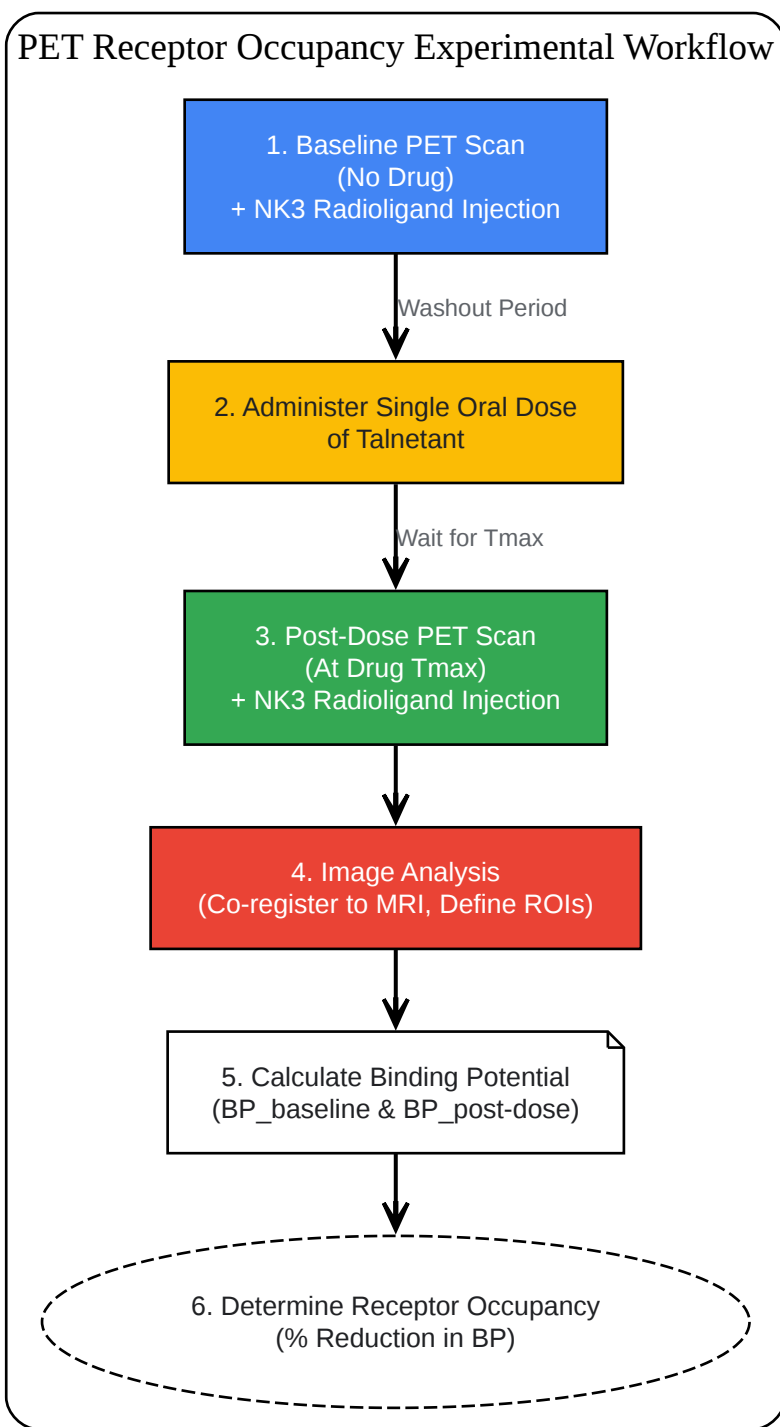 PET Receptor Occupancy Experimental Workflow
1. Baseline PET Scan
(No Drug)
+ NK3 Radioligand Injection
Washout Period
2. Administer Single Oral Dose
of Talnetant
Wait for Tmax
3. Post-Dose PET Scan
(At Drug Tmax)
+ NK3 Radioligand Injection
4. Image Analysis
(Co-register to MRI, Define ROIs)
5. Calculate Binding Potential
(BP_baseline & BP_post-dose)
6. Determine Receptor Occupancy
(% Reduction in BP)